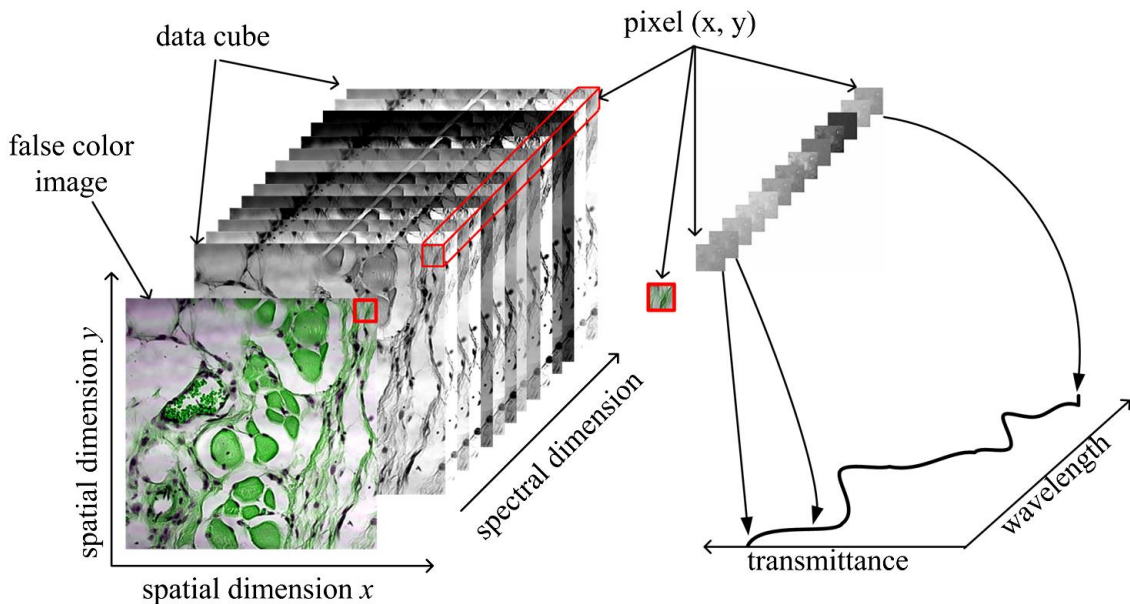 data cube
pixel (x, y)
false color
image
spatial dimension y
spatial dimension x
spectral dimension
transmittance
wavelength